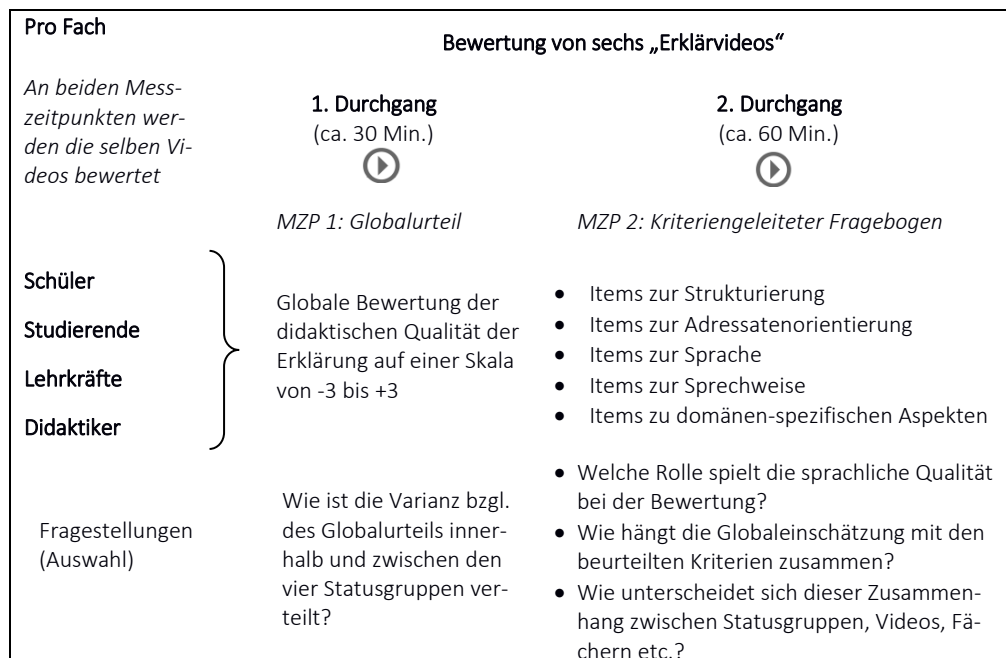 Pro Fach
Bewertung von sechs „Erklärvideos“
An beiden Mess-
zeitpunkten wer-
den die selben Vi-
deos bewertet
1. Durchgang
(ca. 30 Min.)
2. Durchgang
(ca. 60 Min.)
MZP 1: Globalurteil
MZP 2: Kriteriengeleiteter Fragebogen
Schüler
Studierende
Lehrkräfte
Didaktiker
Globale Bewertung der
didaktischen Qualität der
Erklärung auf einer Skala
von -3 bis +3
• Items zur Strukturierung
• Items zur Adressatenorientierung
• Items zur Sprache
• Items zur Sprechweise
• Items zu domänen-spezifischen Aspekten
Fragestellungen
(Auswahl)
Wie ist die Varianz bzgl.
des Globalurteils inner-
halb und zwischen den
vier Statusgruppen ver-
teilt?
• Welche Rolle spielt die sprachliche Qualität
bei der Bewertung?
• Wie hängt die Globaleinschätzung mit den
beurteilten Kriterien zusammen?
• Wie unterscheidet sich dieser Zusammen-
hang zwischen Statusgruppen, Videos, Fä-
chern etc.?